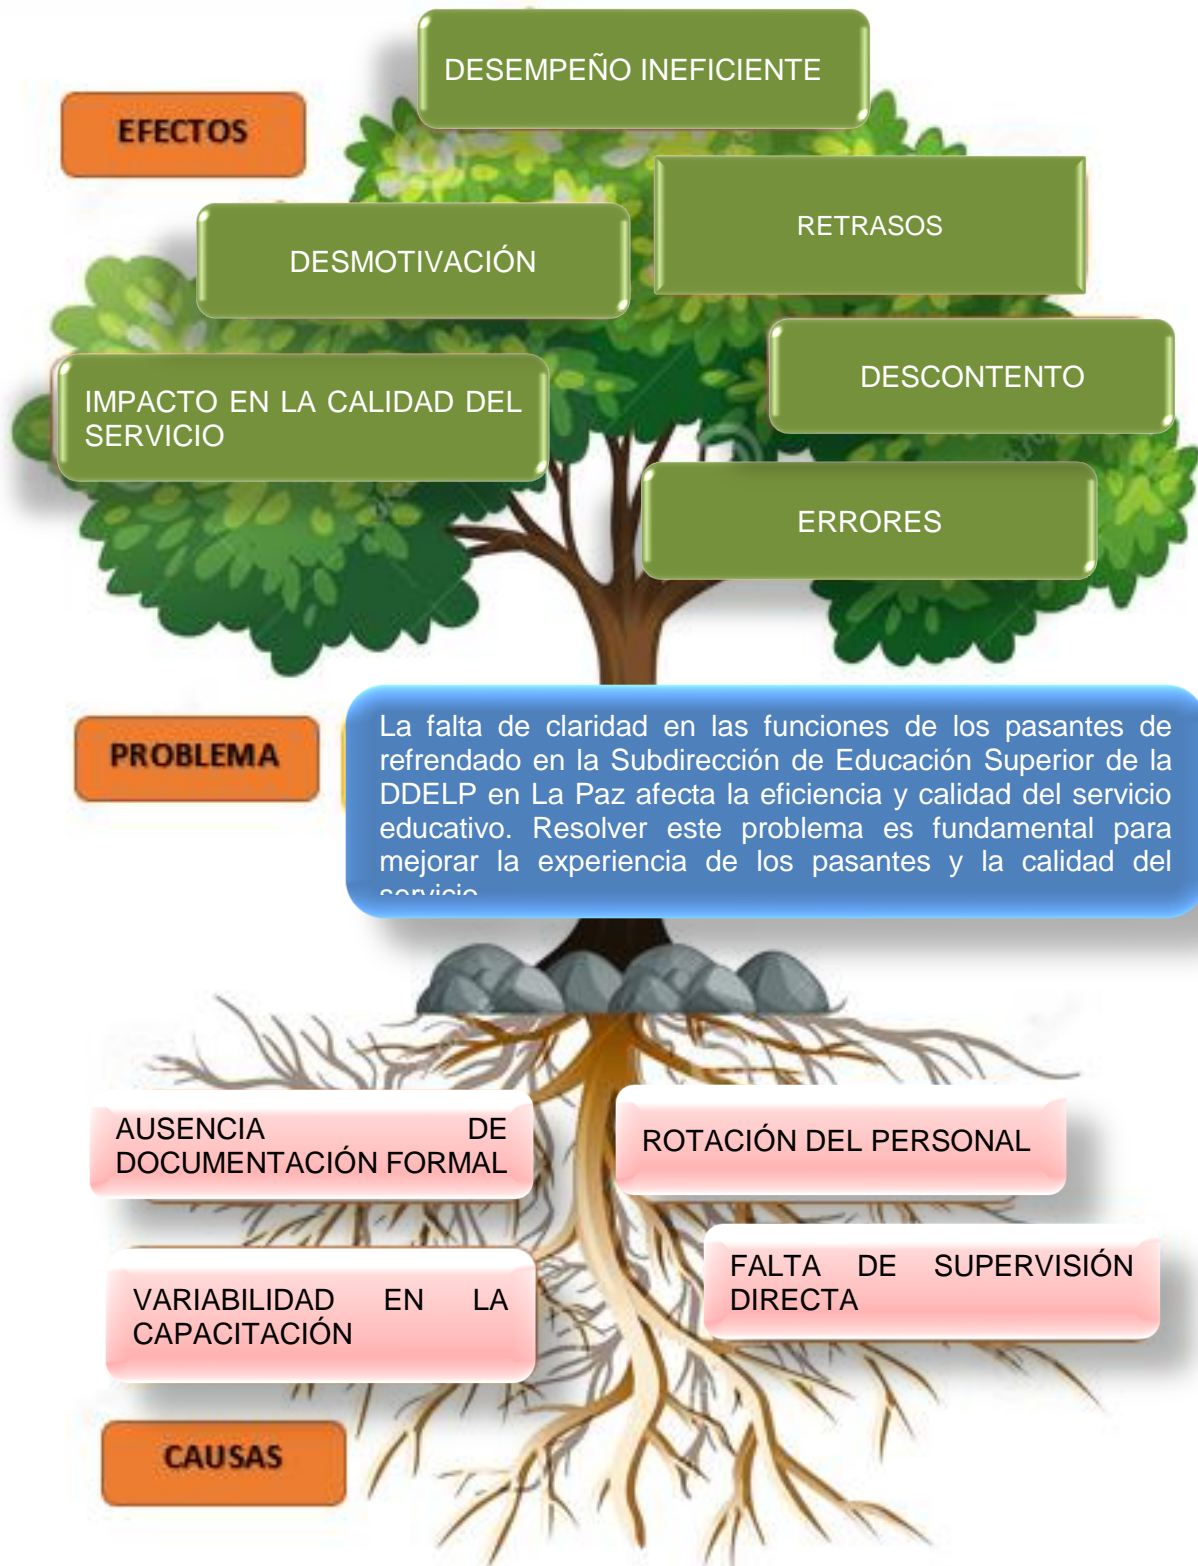 DESEMPEÑO INEFICIENTE
EFECTOS
RETRASOS
DESMOTIVACIÓN
DESCONTENTO
IMPACTO EN LA CALIDAD DEL
SERVICIO
ERRORES
PROBLEMA
La falta de claridad en las funciones de los pasantes de
refrendado en la Subdirección de Educación Superior de la
DDELP en La Paz afecta la eficiencia y calidad del servicio
educativo. Resolver este problema es fundamental para
mejorar la experiencia de los pasantes y la calidad del
servicio
AUSENCIA DE
DOCUMENTACIÓN FORMAL
ROTACIÓN DEL PERSONAL
VARIABILIDAD EN LA
CAPACITACIÓN
FALTA DE SUPERVISIÓN
DIRECTA
CAUSAS